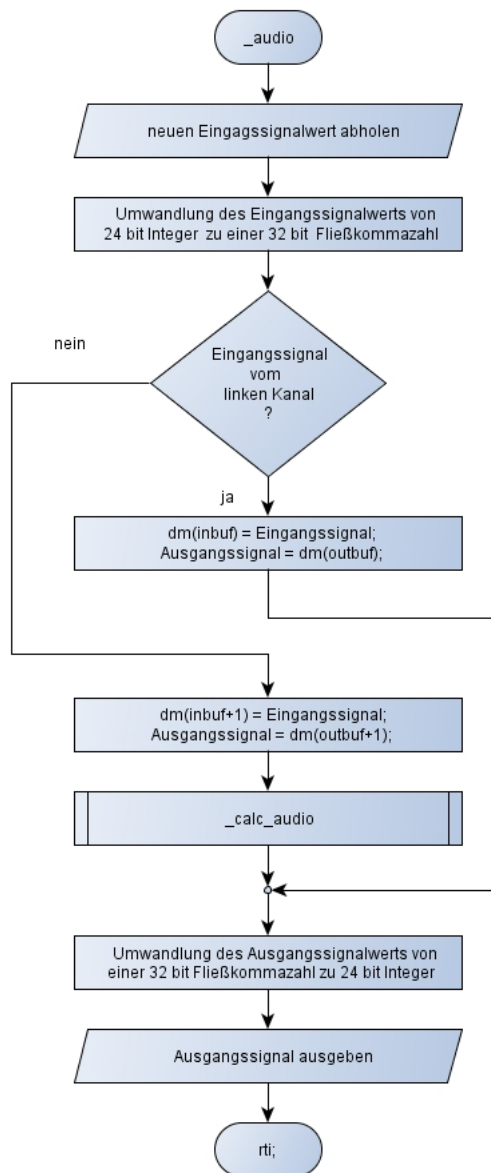 _audio
neuen Eingagssignalwert abholen
Umwandlung des Eingangssignalwerts von
24 bit Integer zu einer 32 bit Fließkommazahl
Eingangssignal
vom
linken Kanal
?
nein
ja
dm(inbuf) = Eingangssignal;
Ausgangssignal = dm(outbuf);
dm(inbuf+1) = Eingangssignal;
Ausgangssignal = dm(outbuf+1);
_calc_audio
Umwandlung des Ausgangssignalwerts von
einer 32 bit Fließkommazahl zu 24 bit Integer
Ausgangssignal ausgeben
rti;